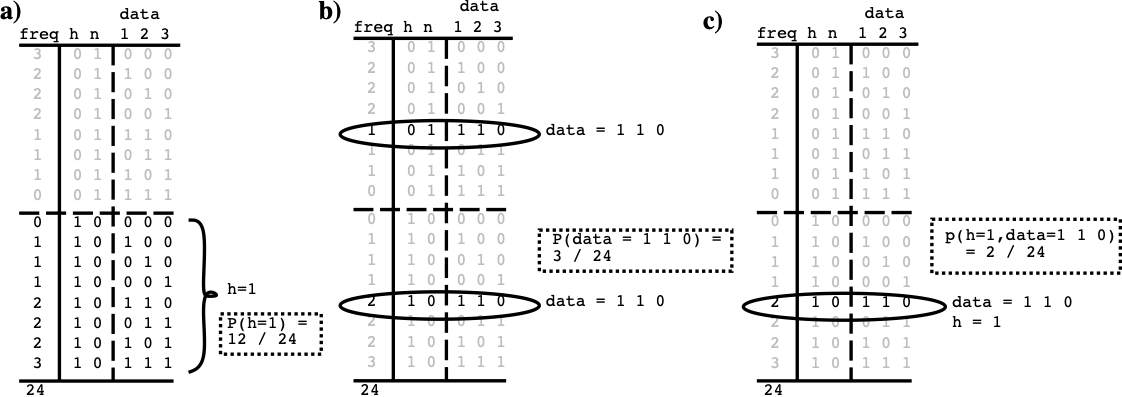 a)
data
freq h n 1 2 3
3 0 1 0 0 0
2 0 1 1 0 0
2 0 1 0 1 0
2 0 1 0 0 1
1 0 1 1 1 0
1 0 1 0 1 1
1 0 1 1 0 1
0 0 1 1 1 1
0 1 0 0 0 0
1 1 0 1 0 0
1 1 0 0 1 0
1 1 0 0 0 1
2 1 0 1 1 0
2 1 0 0 1 1
2 1 0 1 0 1
3 1 0 1 1 1
24
h=1
P(h=1) =
12 / 24
b)
data
freq h n 1 2 3
3 0 1 0 0 0
2 0 1 1 0 0
2 0 1 0 1 0
2 0 1 0 0 1
1 0 1 1 1 0
data = 1 1 0
1 0 1 0 1 1
1 0 1 1 0 1
0 0 1 1 1 1
0 1 0 0 0 0
1 1 0 1 0 0
1 1 0 0 1 0
1 1 0 0 0 1
P(data = 1 1 0) =
3 / 24
2 1 0 1 1 0
data = 1 1 0
2 1 0 0 1 1
2 1 0 1 0 1
3 1 0 1 1 1
24
c)
data
freq h n 1 2 3
3 0 1 0 0 0
2 0 1 1 0 0
2 0 1 0 1 0
2 0 1 0 0 1
1 0 1 1 1 0
1 0 1 0 1 1
1 0 1 1 0 1
0 0 1 1 1 1
0 1 0 0 0 0
1 1 0 1 0 0
1 1 0 0 1 0
1 1 0 0 0 1
p(h=1,data=1 1 0)
= 2 / 24
2 1 0 1 1 0
data = 1 1 0
h = 1
2 1 0 0 1 1
2 1 0 1 0 1
3 1 0 1 1 1
24